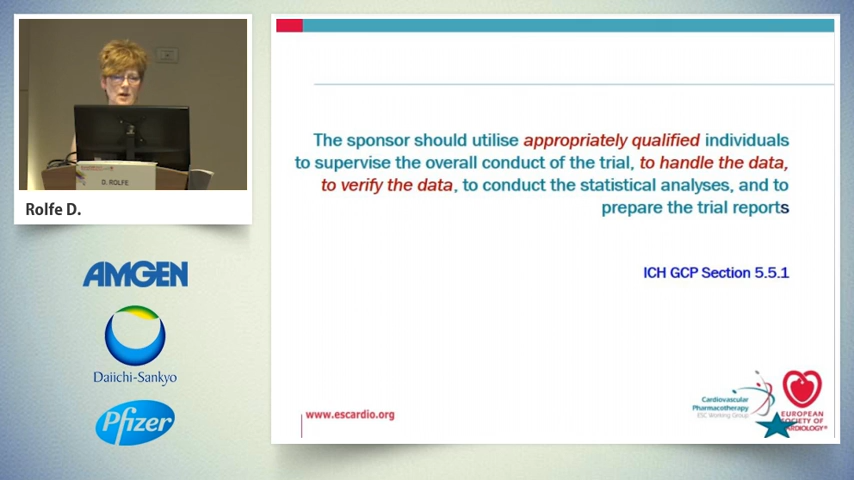 D. ROLFE
Rolfe D.
AMGEN
Daiichi-Sankyo
Pfizer
The sponsor should utilise appropriately qualified individuals
to supervise the overall conduct of the trial, to handle the data,
to verify the data, to conduct the statistical analyses, and to
prepare the trial reports
ICH GCP Section 5.5.1
www.escardio.org
Cardiovascular
Pharmacotherapy
ESC Working Group
EUROPEAN
SOCIETY OF
CARDIOLOGY®